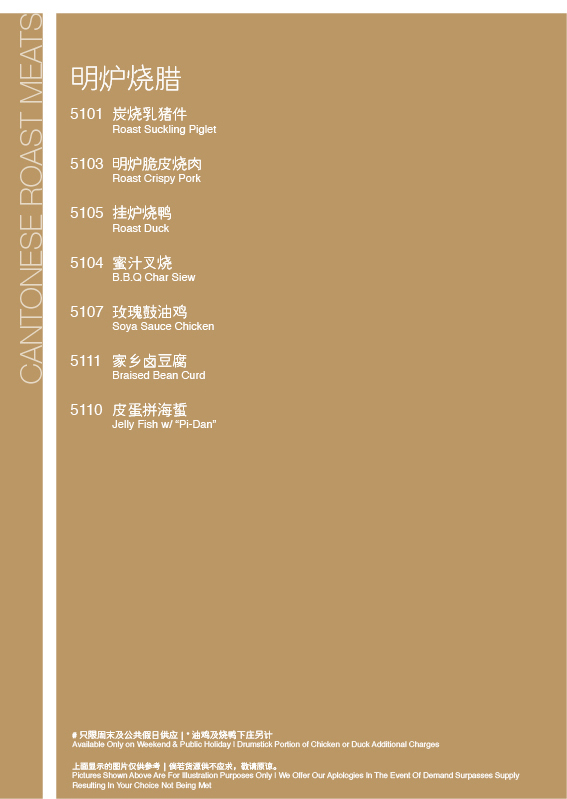 CANTONESE ROAST MEATS
明炉烧腊
5101 炭烧乳猪件
Roast Suckling Piglet
5103 明炉脆皮烧肉
Roast Crispy Pork
5105 挂炉烧鸭
Roast Duck
5104 蜜汁叉烧
B.B.Q Char Siew
5107 玫瑰鼓油鸡
Soya Sauce Chicken
5111 家乡卤豆腐
Braised Bean Curd
5110 皮蛋拼海蜇
Jelly Fish w/ “Pi-Dan”
# 只限周末及公共假日供应 | * 油鸡及烧鸭下庄另计
Available Only on Weekend & Public Holiday | Drumstick Portion of Chicken or Duck Additional Charges
上面显示的图片仅供参考 | 倘若货源供不应求，敬请原谅。
Pictures Shown Above Are For Illustration Purposes Only | We Offer Our Aplologies In The Event Of Demand Surpasses Supply
Resulting In Your Choice Not Being Met